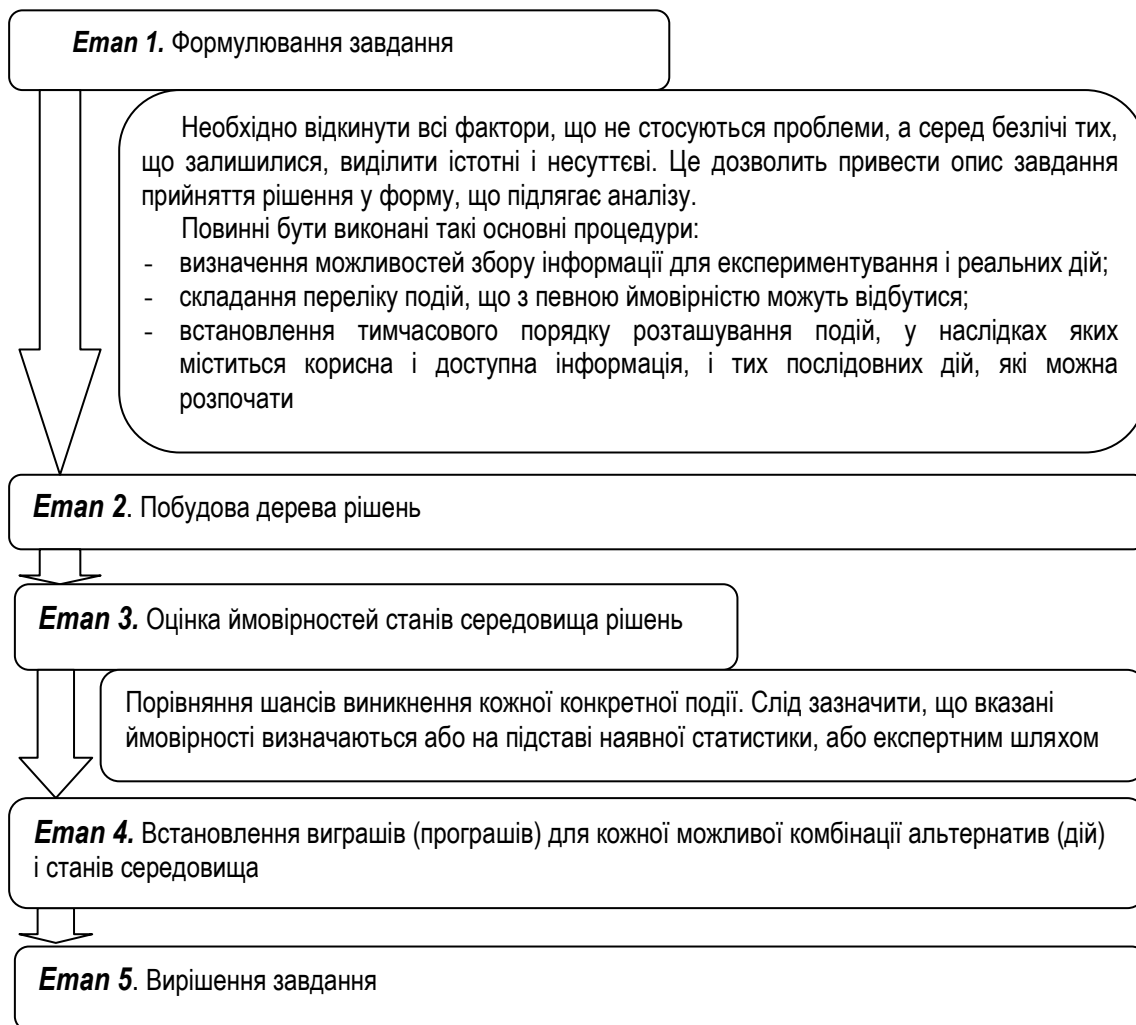 Етап 1. Формулювання завдання
Необхідно відкинути всі фактори, що не стосуються проблеми, а серед безлічі тих,
що залишилися, виділити істотні і несуттєві. Це дозволить привести опис завдання
прийняття рішення у форму, що підлягає аналізу.
Повинні бути виконані такі основні процедури:
- визначення можливостей збору інформації для експериментування і реальних дій;
- складання переліку подій, що з певною ймовірністю можуть відбутися;
- встановлення тимчасового порядку розташування подій, у наслідках яких
міститься корисна і доступна інформація, і тих послідовних дій, які можна
розпочати
Етап 2. Побудова дерева рішень
Етап 3. Оцінка ймовірностей станів середовища рішень
Порівняння шансів виникнення кожної конкретної події. Слід зазначити, що вказані
ймовірності визначаються або на підставі наявної статистики, або експертним шляхом
Етап 4. Встановлення виграшів (програшів) для кожної можливої комбінації альтернатив (дій)
і станів середовища
Етап 5. Вирішення завдання